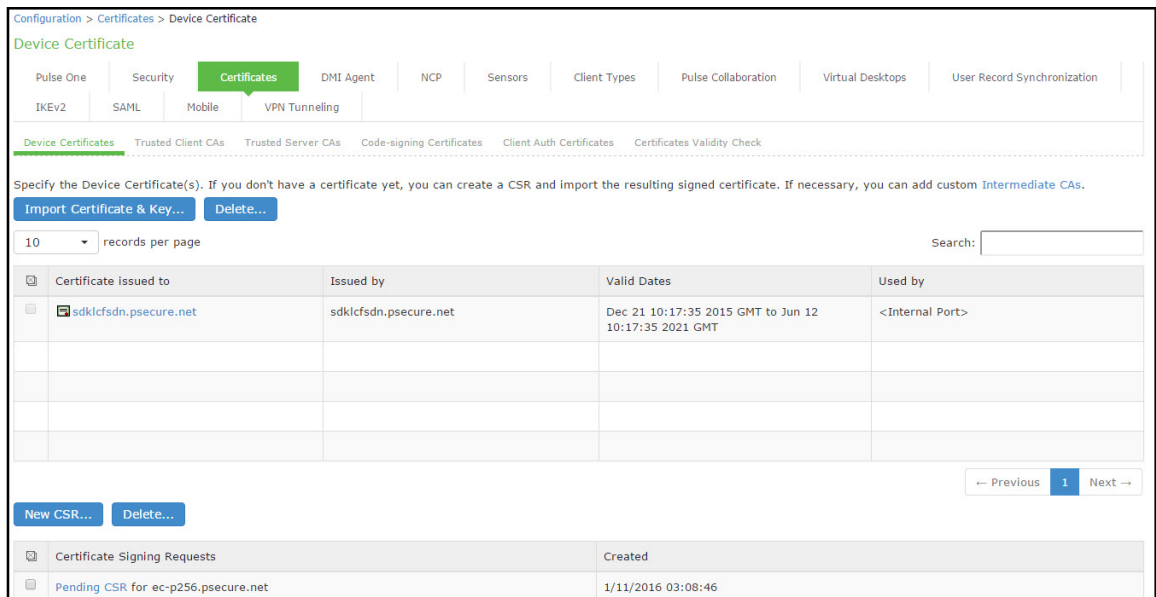 Configuration > Certificates > Device Certificate
Device Certificate
Pulse One Security Certificates DMI Agent NCP Sensors Client Types Pulse Collaboration Virtual Desktops User Record Synchronization
IKEv2 SAML Mobile VPN Tunneling
Device Certificates Trusted Client CAs Trusted Server CAs Code-signing Certificates Client Auth Certificates Certificates Validity Check
Specify the Device Certificate(s). If you don't have a certificate yet, you can create a CSR and import the resulting signed certificate. If necessary, you can add custom Intermediate CAs.
Import Certificate & Key... Delete...
10 records per page Search:
Certificate issued to Issued by Valid Dates Used by
sdklcfsdn.psecure.net sdklcfsdn.psecure.net Dec 21 10:17:35 2015 GMT to Jun 12 <Internal Port>
10:17:35 2021 GMT
← Previous 1 Next →
New CSR... Delete...
Certificate Signing Requests Created
Pending CSR for ec-p256.psecure.net 1/11/2016 03:08:46